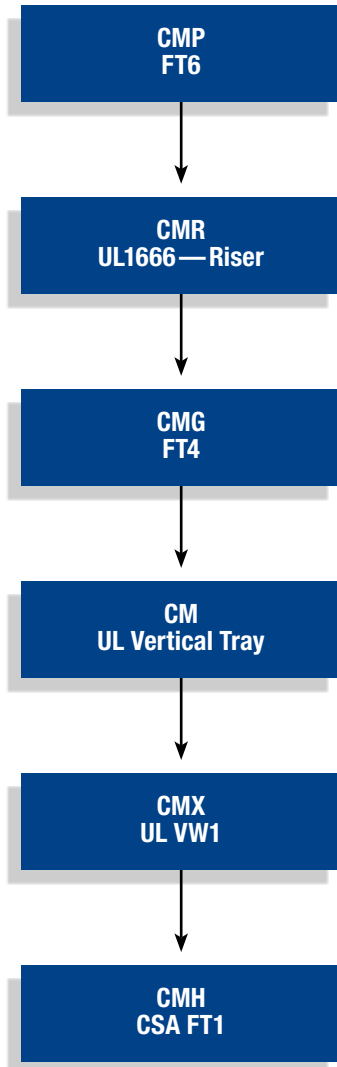 CMP
FT6
CMR
UL1666 — Riser
CMG
FT4
CM
UL Vertical Tray
CMX
UL VW1
CMH
CSA FT1